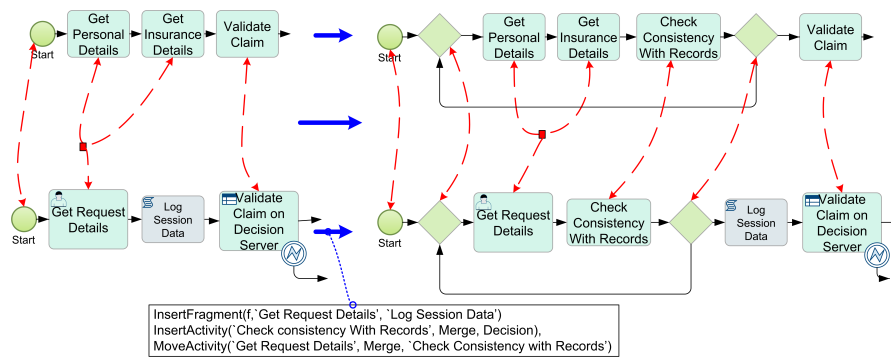 Get
Personal
Details
Get
Insurance
Details
Validate
Claim
Start
Get
Personal
Details
Get
Insurance
Details
Check
Consistency
With Records
Validate
Claim
Start
Get Request
Details
Log
Session
Data
Validate
Claim on
Decision
Server
Start
Get Request
Details
Check
Consistency
With Records
Log
Session
Data
Validate
Claim on
Decision
Server
Start
InsertFragment(f,`Get Request Details’, `Log Session Data’)
InsertActivity(`Check consistency With Records’, Merge, Decision),
MoveActivity(`Get Request Details’, Merge, `Check Consistency with Records’)